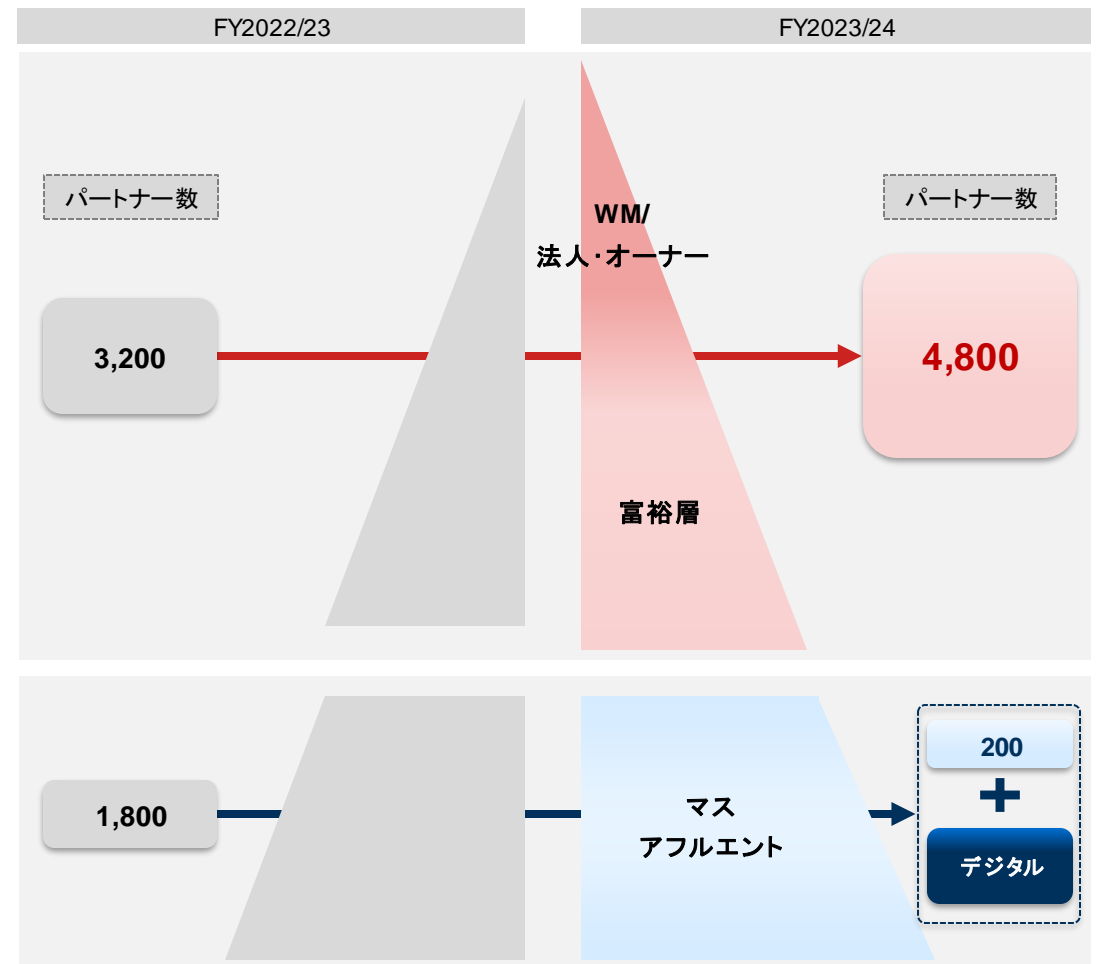 FY2022/23
FY2023/24
パートナー数
パートナー数
WM/
法人・オーナー
3,200
4,800
富裕層
200
1,800
マス
アフルエント
デジタル